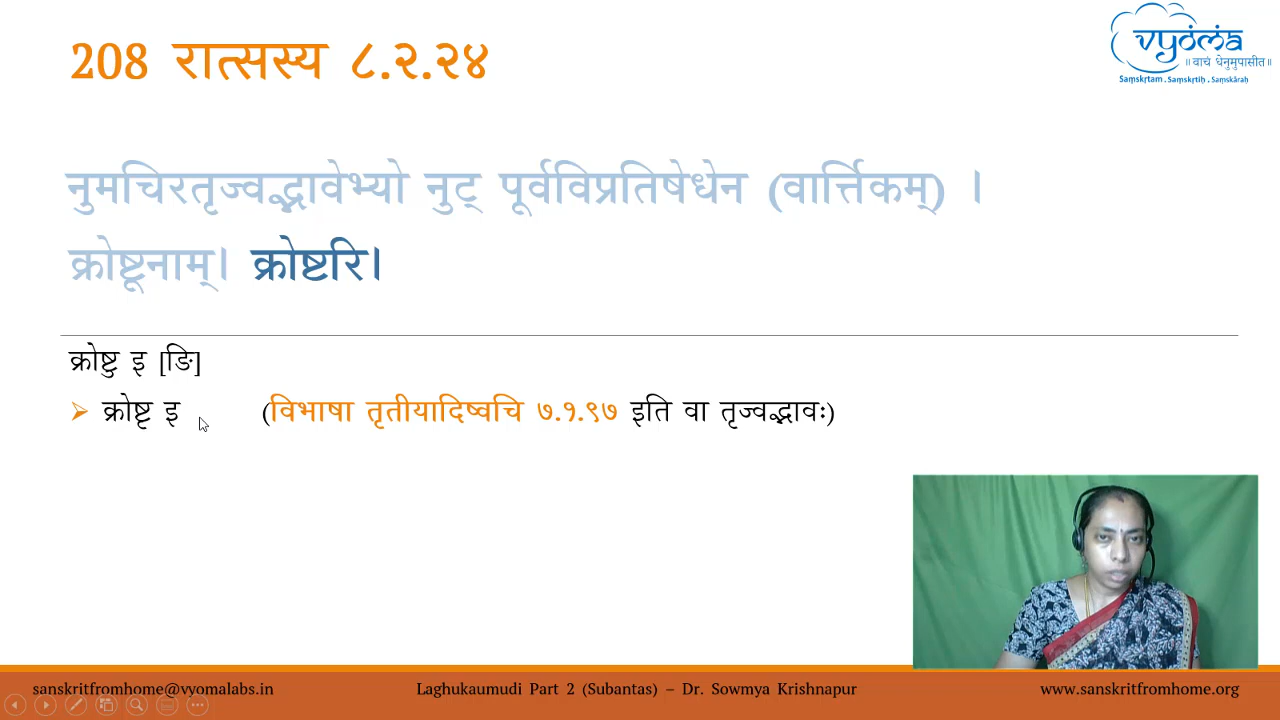 208 रात्सस्य ८.२.२४
vyoma
॥वाचं धेनुमुपासीत॥
Saṃskṛtam . Saṃskṛtiḥ . Saṃskārāḥ
नुमचिरतृज्वद्भावेभ्यो नुट् पूर्वविप्रतिषेधेन (वार्त्तिकम्) ।
क्रोष्टूनाम्। क्रोष्टरि।
क्रोष्टु इ [ङि]
➢ क्रोष्टृ इ (विभाषा तृतीयादिष्वचि ७.१.९७ इति वा तृज्वद्भावः)
sanskritfromhome@vyomalabs.in Laghukaumudi Part 2 (Subantas) – Dr. Sowmya Krishnapur www.sanskritfromhome.org